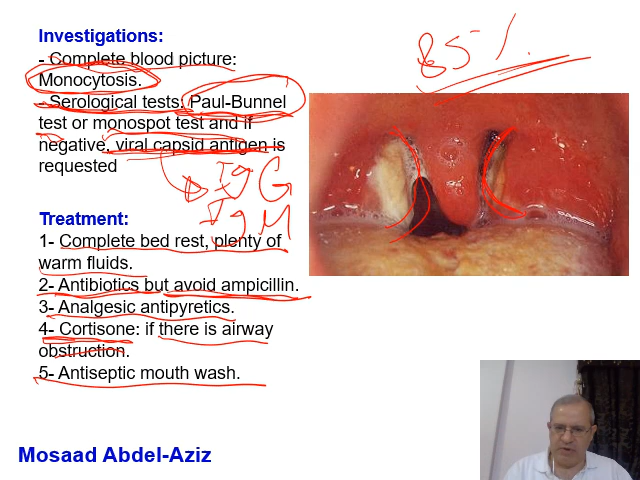 Investigations:
- Complete blood picture:
Monocytosis.
- Serological tests: Paul-Bunnel
test or monospot test and if
negative, viral capsid antigen is
requested
Treatment:
1- Complete bed rest, plenty of
warm fluids.
2- Antibiotics but avoid ampicillin.
3- Analgesic antipyretics.
4- Cortisone: if there is airway
obstruction.
5- Antiseptic mouth wash.
Mosaad Abdel-Aziz
85%
IgG
IgM